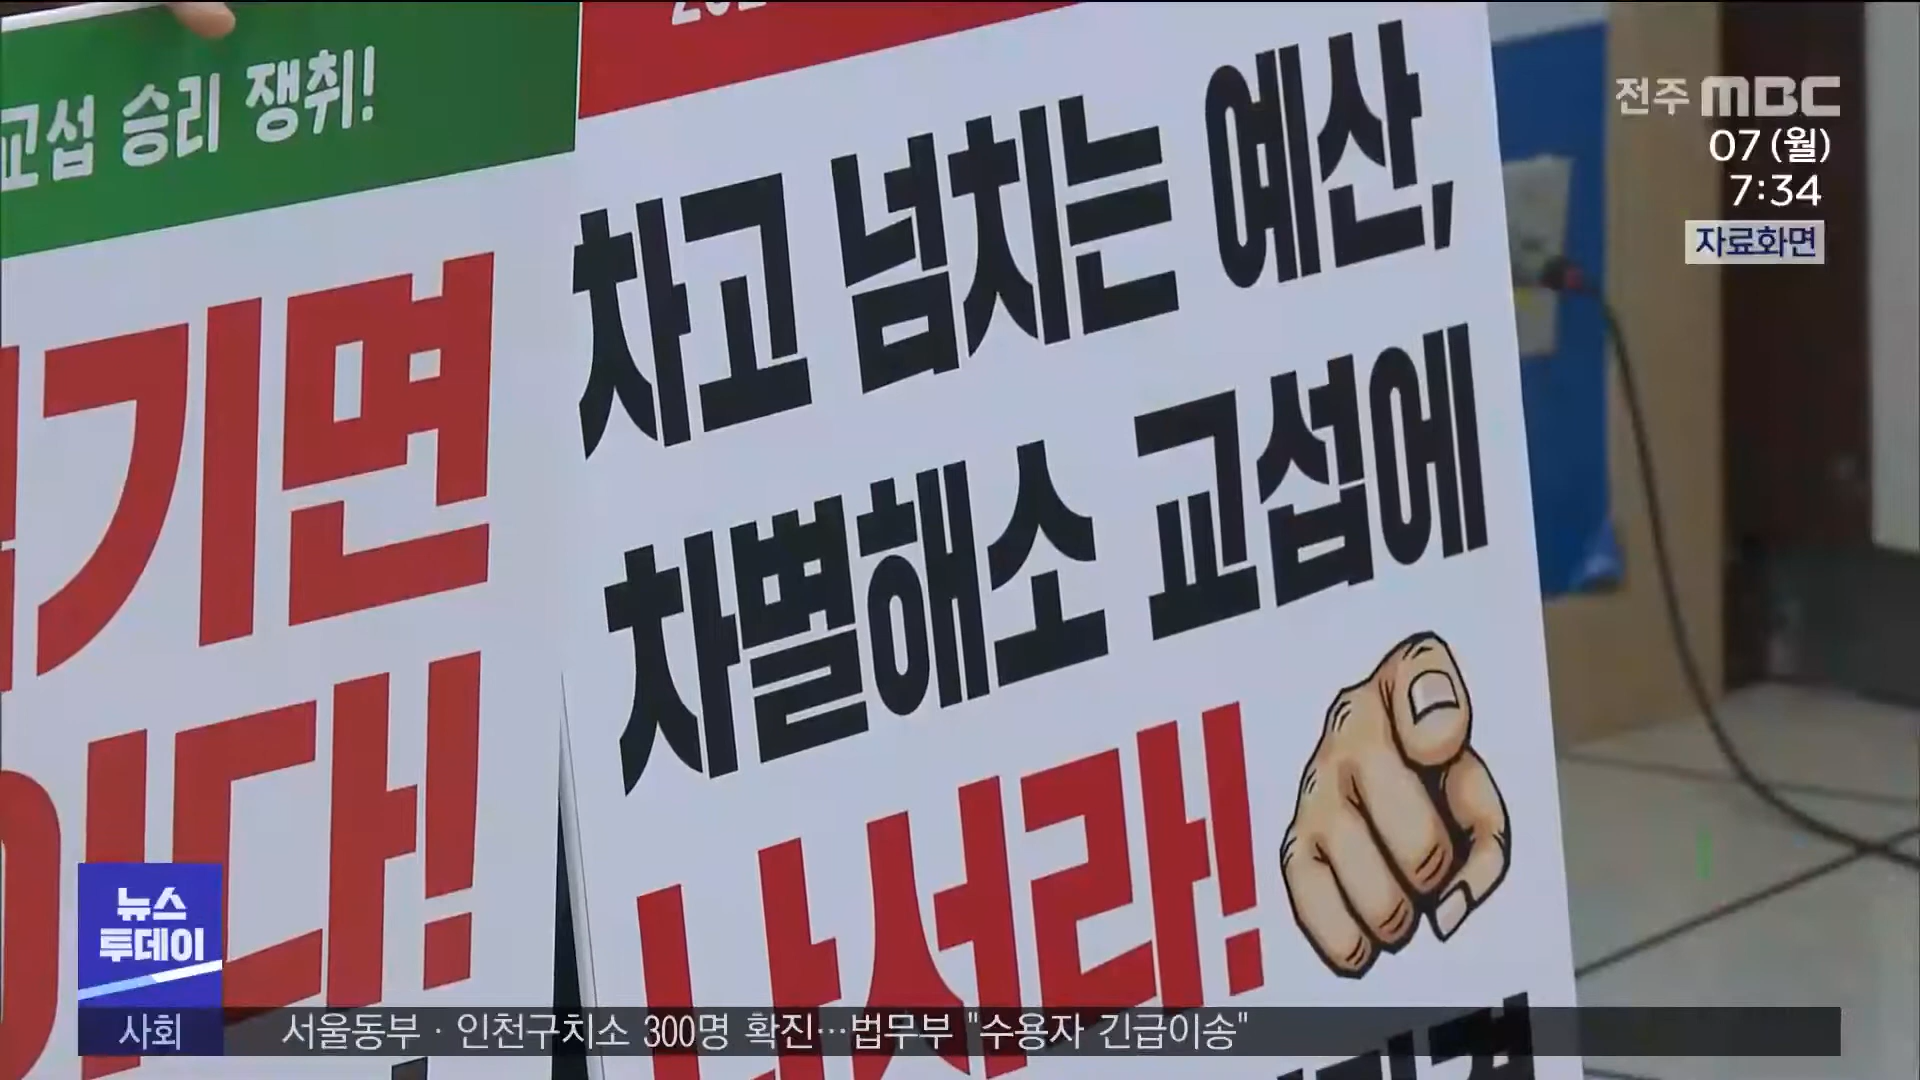 교섭 승리 쟁취!
기면
이다!
차고 넘치는 예산,
차별해소 교섭에
나서라!
전주 MBC
07 (월)
7:34
자료화면
뉴스
투데이
사회
서울동부·인천구치소 300명 확진…법무부 "수용자 긴급이송"